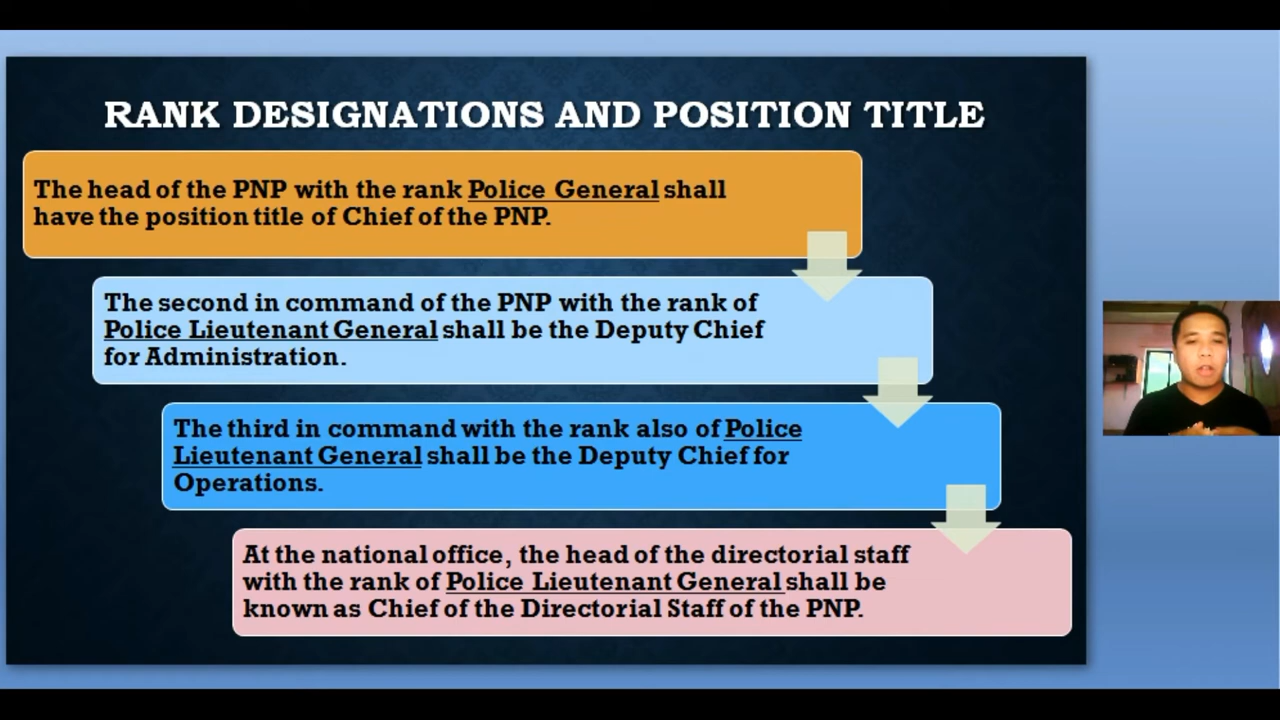 RANK DESIGNATIONS AND POSITION TITLE
The head of the PNP with the rank Police General shall
have the position title of Chief of the PNP.
The second in command of the PNP with the rank of
Police Lieutenant General shall be the Deputy Chief
for Administration.
The third in command with the rank also of Police
Lieutenant General shall be the Deputy Chief for
Operations.
At the national office, the head of the directorial staff
with the rank of Police Lieutenant General shall be
known as Chief of the Directorial Staff of the PNP.